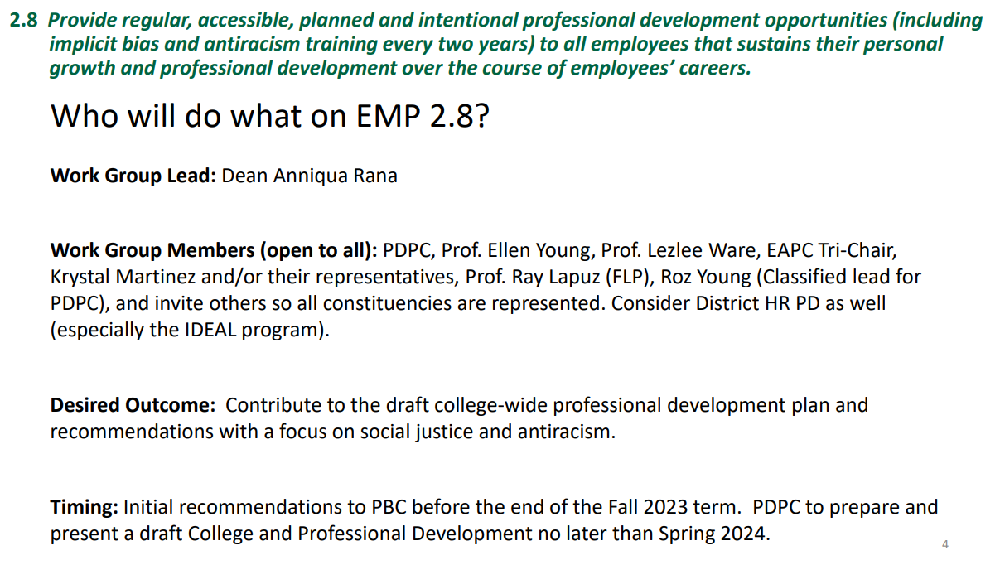 2.8 Provide regular, accessible, planned and intentional professional development opportunities (including
implicit bias and antiracism training every two years) to all employees that sustains their personal
growth and professional development over the course of employees’ careers.
Who will do what on EMP 2.8?
Work Group Lead: Dean Anniqua Rana
Work Group Members (open to all): PDPC, Prof. Ellen Young, Prof. Lezlee Ware, EAPC Tri-Chair,
Krystal Martinez and/or their representatives, Prof. Ray Lapuz (FLP), Roz Young (Classified lead for
PDPC), and invite others so all constituencies are represented. Consider District HR PD as well
(especially the IDEAL program).
Desired Outcome: Contribute to the draft college-wide professional development plan and
recommendations with a focus on social justice and antiracism.
Timing: Initial recommendations to PBC before the end of the Fall 2023 term. PDPC to prepare and
present a draft College and Professional Development no later than Spring 2024.
4